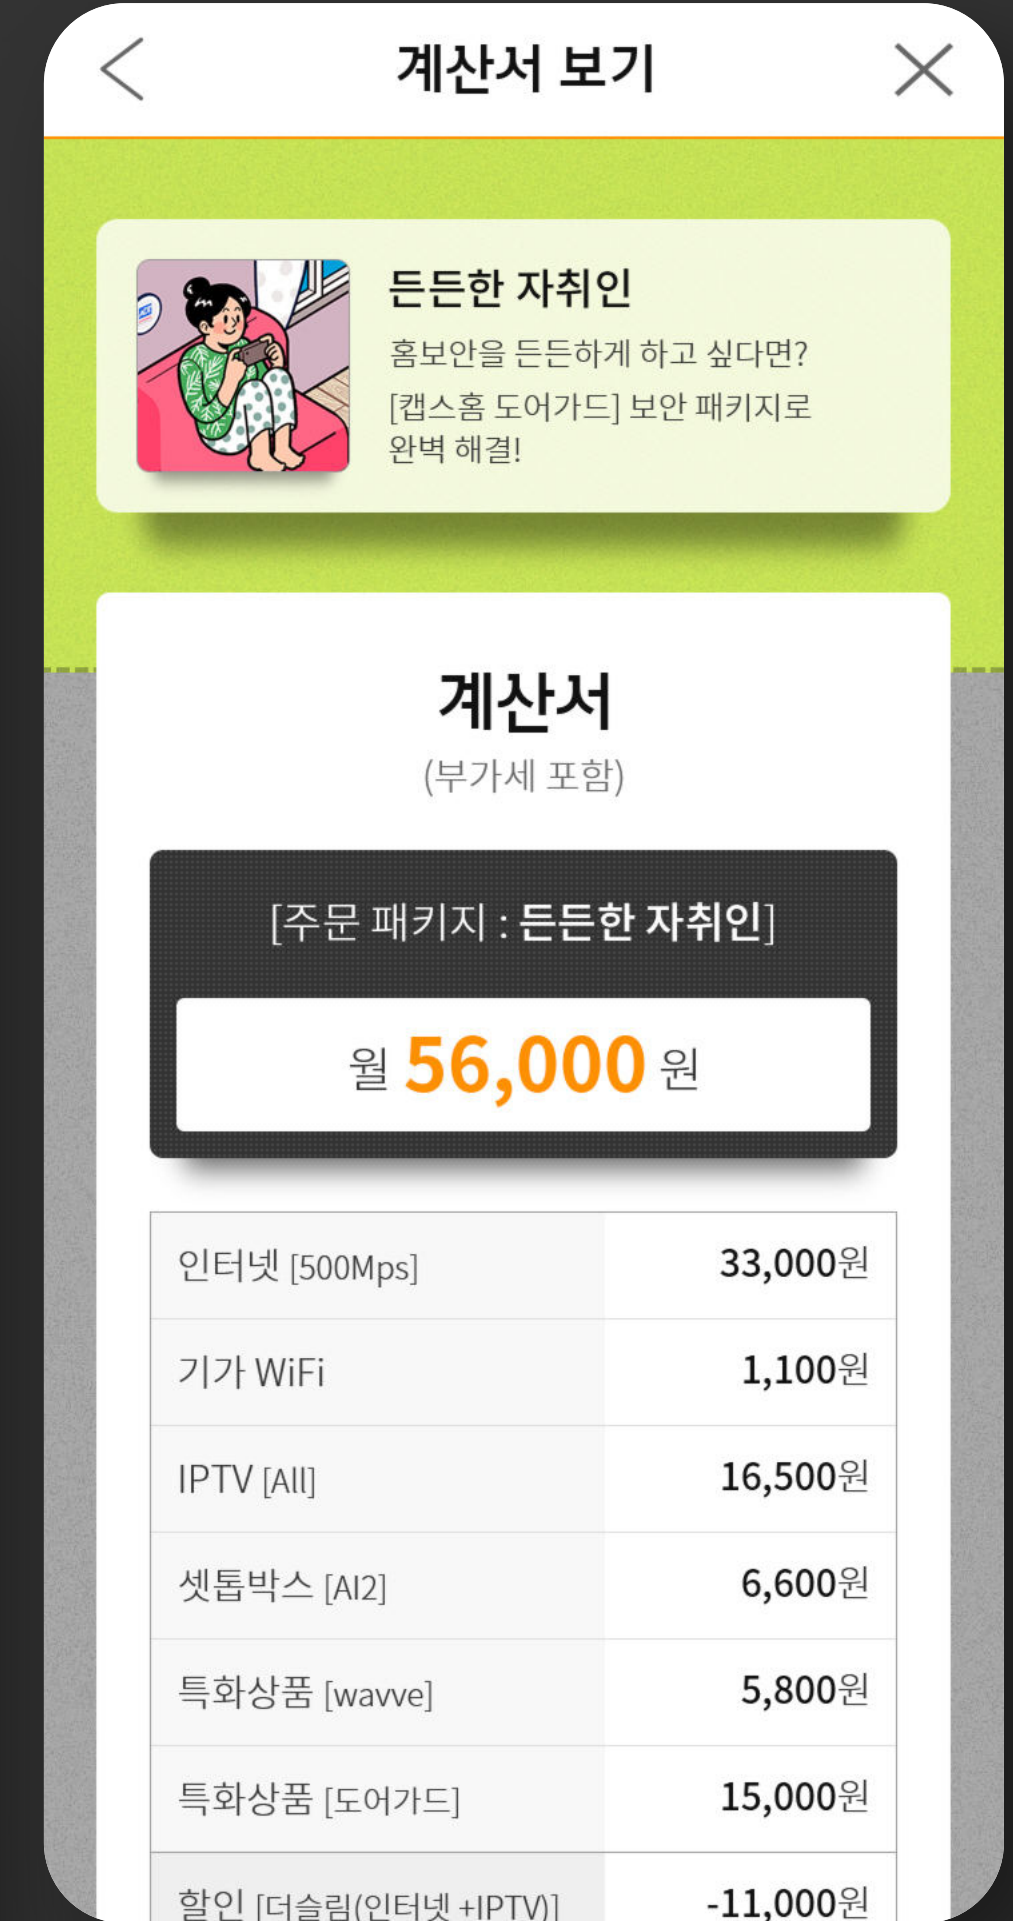 계산서 보기
든든한 자취인
홈보안을 든든하게 하고 싶다면?
[캡스홈 도어가드] 보안 패키지로
완벽 해결!
계산서
(부가세 포함)
[주문 패키지 : 든든한 자취인]
월 56,000 원
인터넷 [500Mps] 33,000원
기가 WiFi 1,100원
IPTV [All] 16,500원
셋톱박스 [AI2] 6,600원
특화상품 [wavve] 5,800원
특화상품 [도어가드] 15,000원
할인 [더슬림(인터넷 +IPTV)] -11,000원